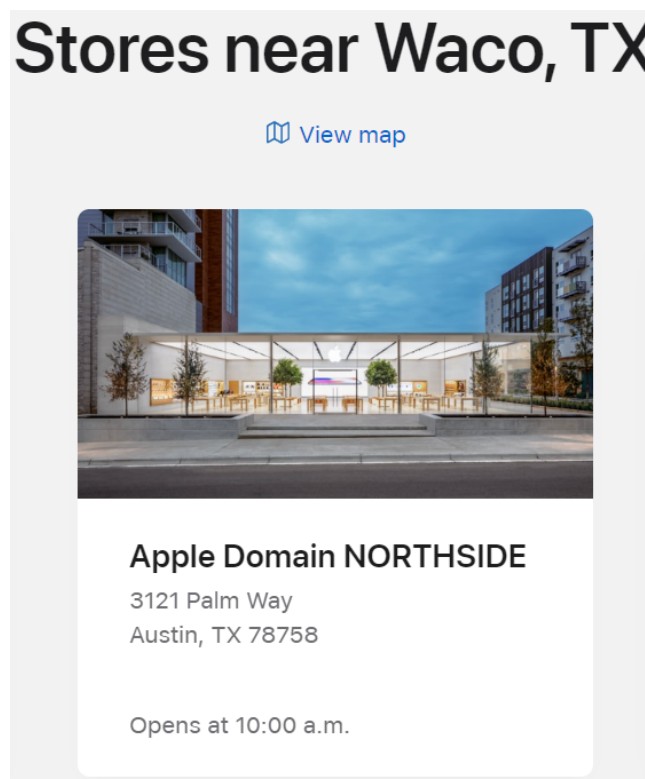 Stores near Waco, TX
View map
Apple Domain NORTHSIDE
3121 Palm Way
Austin, TX 78758
Opens at 10:00 a.m.